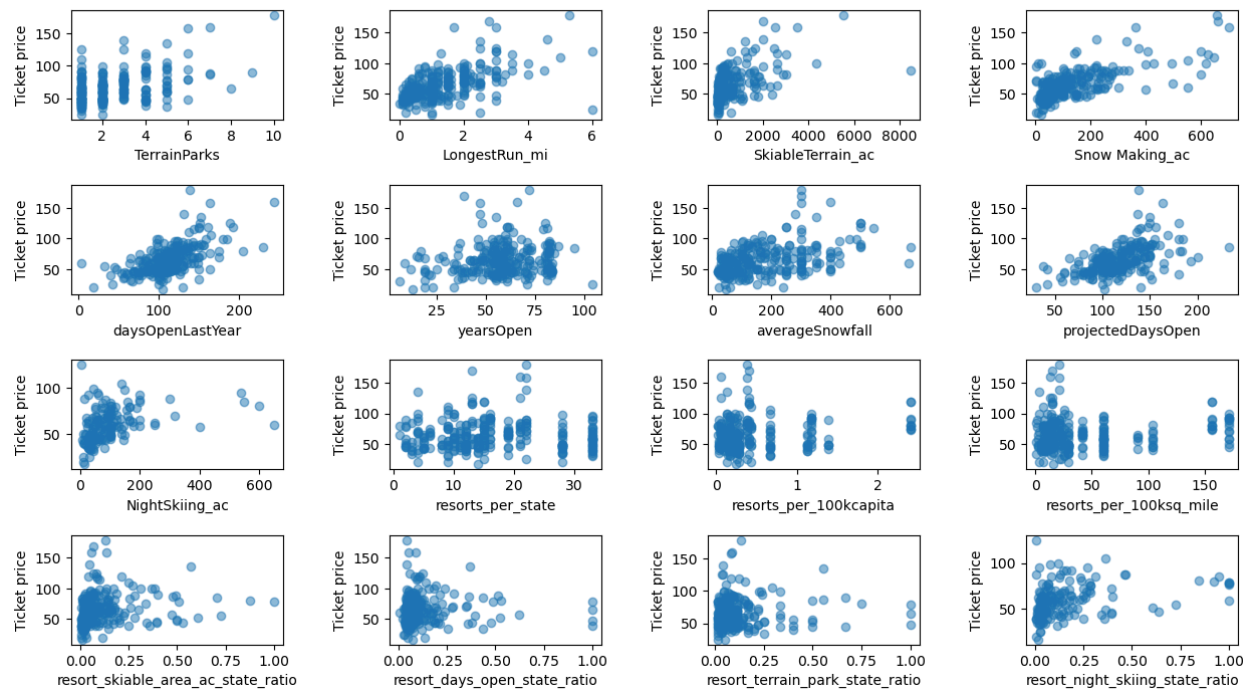 Ticket price
150
100
50
2 4 6 8 10
TerrainParks
Ticket price
150
100
50
0 2 4 6
LongestRun_mi
Ticket price
150
100
50
0 2000 4000 6000 8000
SkiableTerrain_ac
Ticket price
150
100
50
0 200 400 600
Snow Making_ac
Ticket price
150
100
50
0 100 200
daysOpenLastYear
Ticket price
150
100
50
25 50 75 100
yearsOpen
Ticket price
150
100
50
0 200 400 600
averageSnowfall
Ticket price
150
100
50
50 100 150 200
projectedDaysOpen
Ticket price
100
50
0 200 400 600
NightSkiing_ac
Ticket price
150
100
50
0 10 20 30
resorts_per_state
Ticket price
150
100
50
0 1 2
resorts_per_100kcapita
Ticket price
150
100
50
0 50 100 150
resorts_per_100ksq_mile
Ticket price
150
100
50
0.00 0.25 0.50 0.75 1.00
resort_skiable_area_ac_state_ratio
Ticket price
150
100
50
0.00 0.25 0.50 0.75 1.00
resort_days_open_state_ratio
Ticket price
150
100
50
0.00 0.25 0.50 0.75 1.00
resort_terrain_park_state_ratio
Ticket price
100
50
0.00 0.25 0.50 0.75 1.00
resort_night_skiing_state_ratio